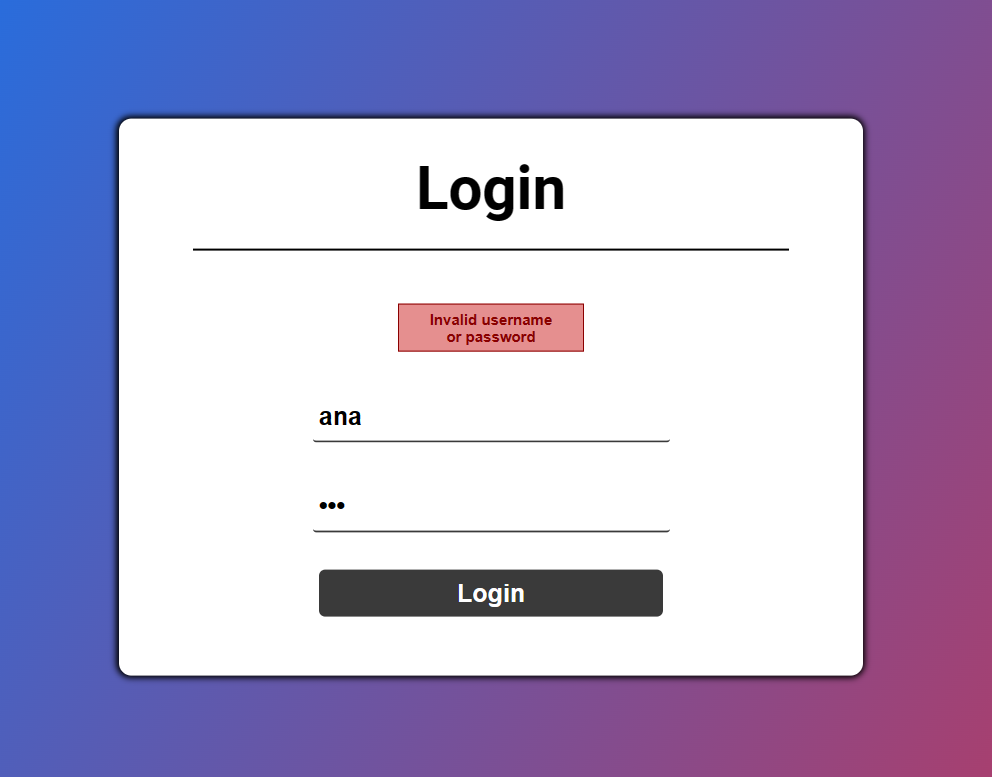 Login
Invalid username
or password
ana
•••
Login